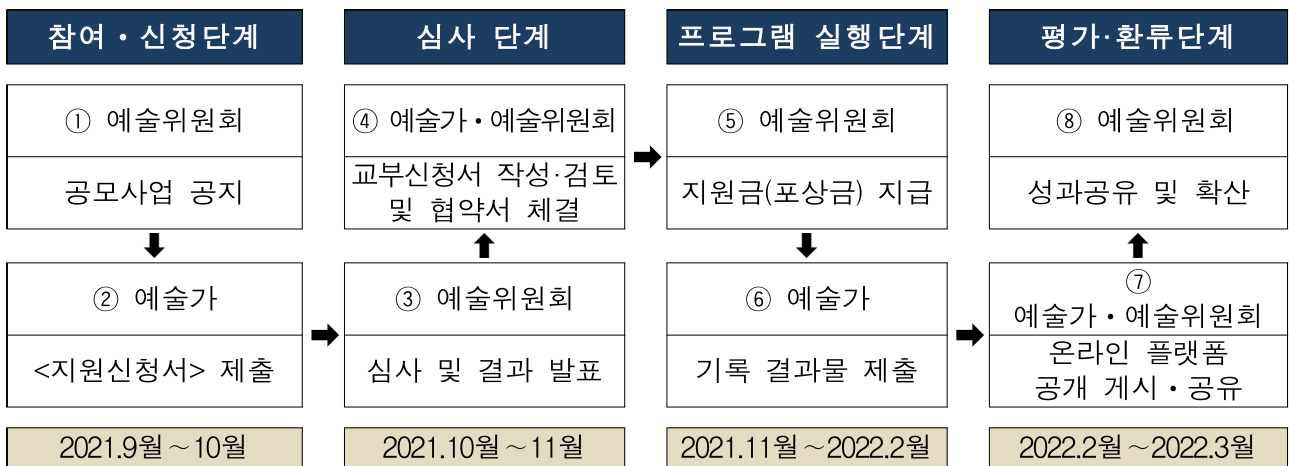 참여・신청단계
심사 단계
프로그램 실행단계
평가·환류단계
① 예술위원회
공모사업 공지
② 예술가
<지원신청서> 제출
③ 예술위원회
심사 및 결과 발표
④ 예술가・예술위원회
교부신청서 작성·검토
및 협약서 체결
⑤ 예술위원회
지원금(포상금) 지급
⑥ 예술가
기록 결과물 제출
⑦
예술가・예술위원회
온라인 플랫폼
공개 게시・공유
⑧ 예술위원회
성과공유 및 확산
2021.9월～10월
2021.10월～11월
2021.11월～2022.2월
2022.2월～2022.3월